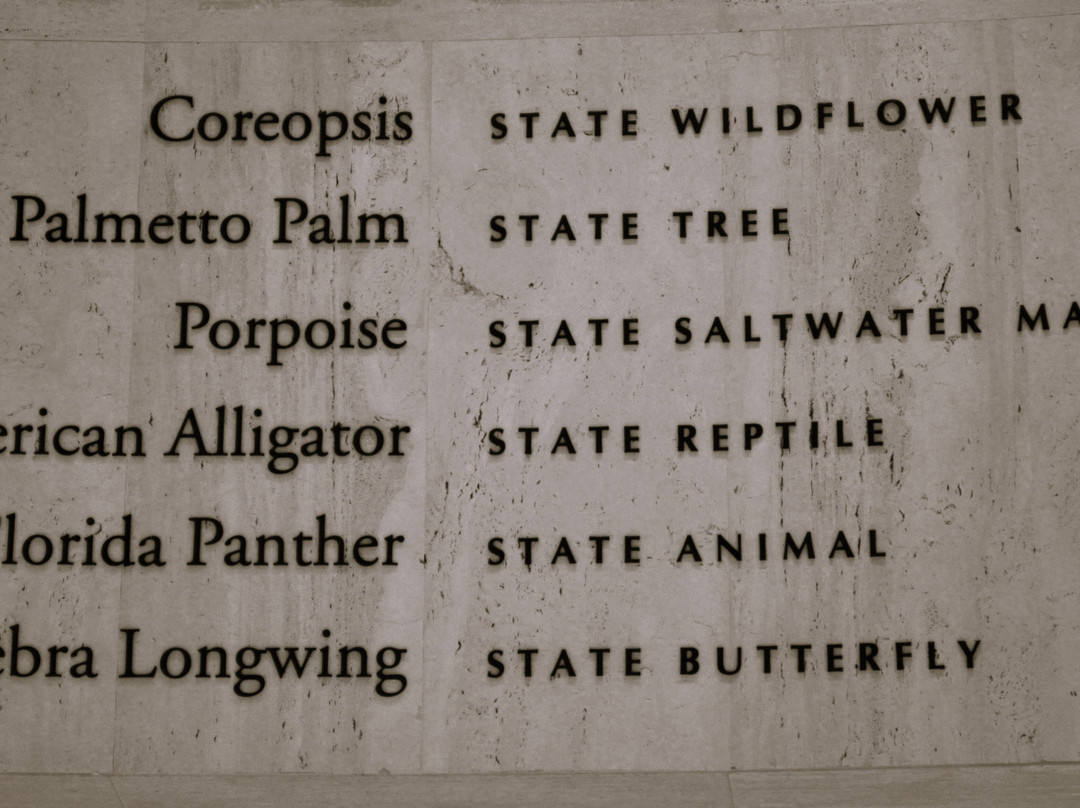 Coreopsis STATE WILDFLOWER
Palmetto Palm STATE TREE
Porpoise STATE SALTWATER MA
erican Alligator STATE REPTILE
lorida Panther STATE ANIMAL
ebra Longwing STATE BUTTERFLY